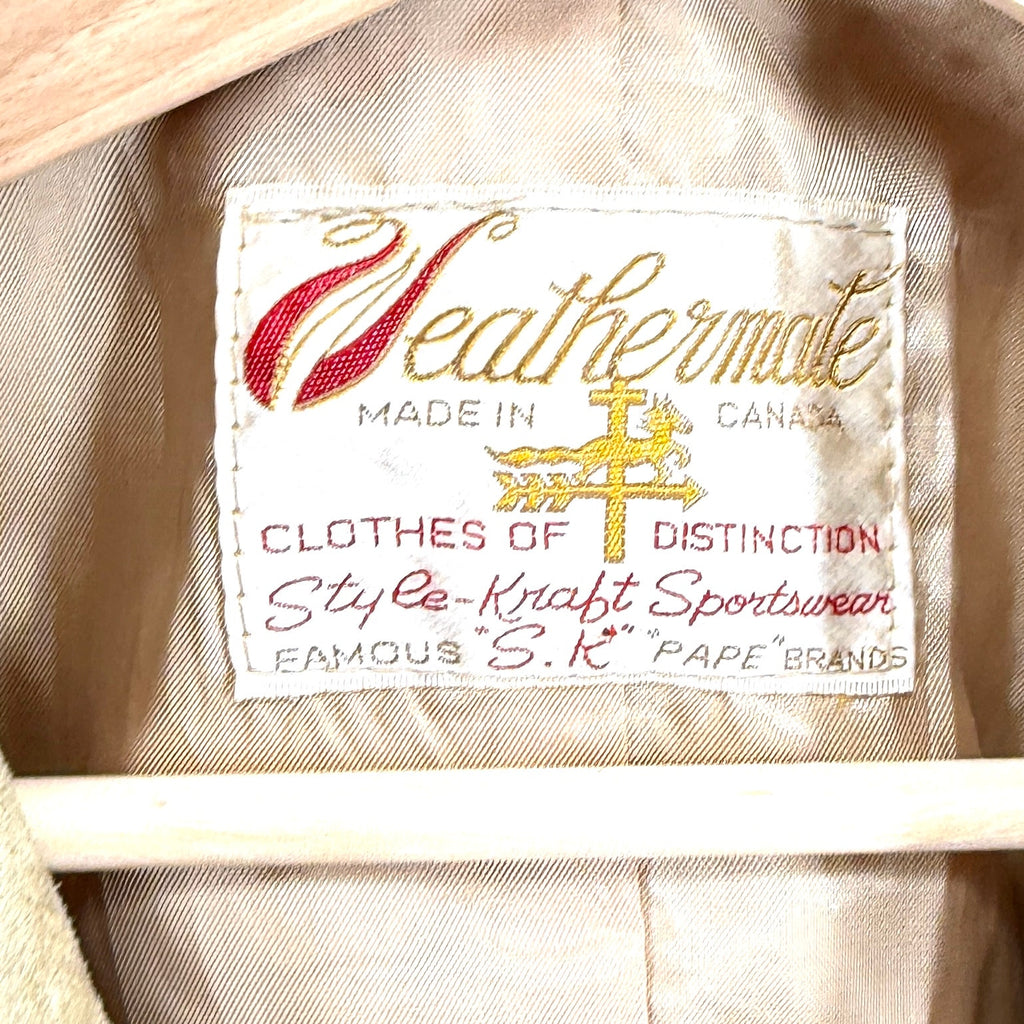 Weathermate
MADE IN CANADA
CLOTHES OF DISTINCTION
Style-Kraft Sportswear
FAMOUS "S.K" "PAPE" BRANDS